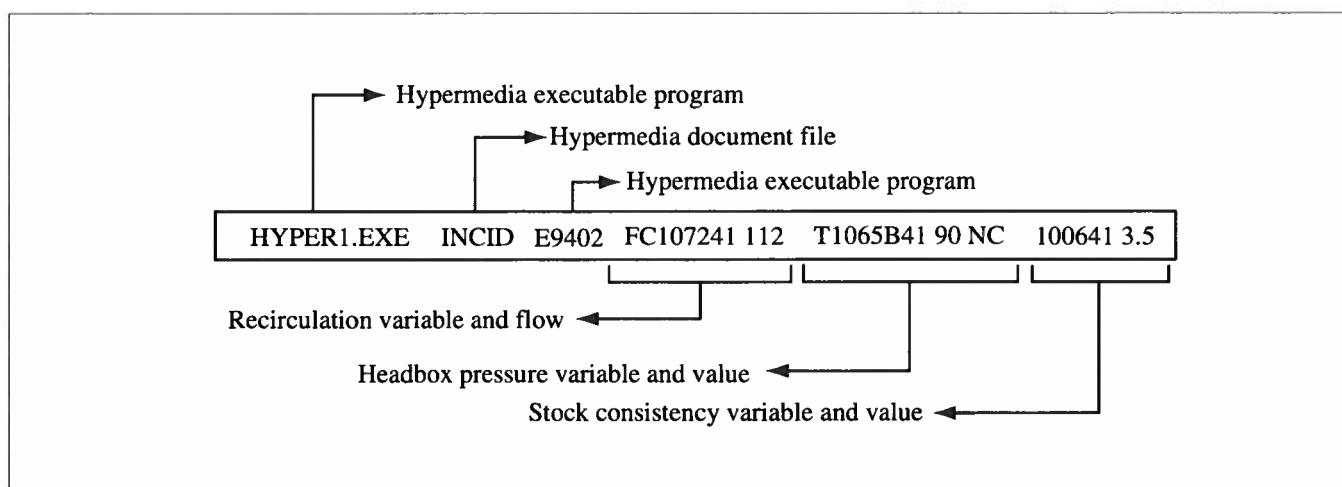 Hypermedia executable program
Hypermedia document file
Hypermedia executable program
HYPER1.EXE INCID E9402 FC107241 112 T1065B41 90 NC 100641 3.5
Recirculation variable and flow
Headbox pressure variable and value
Stock consistency variable and value